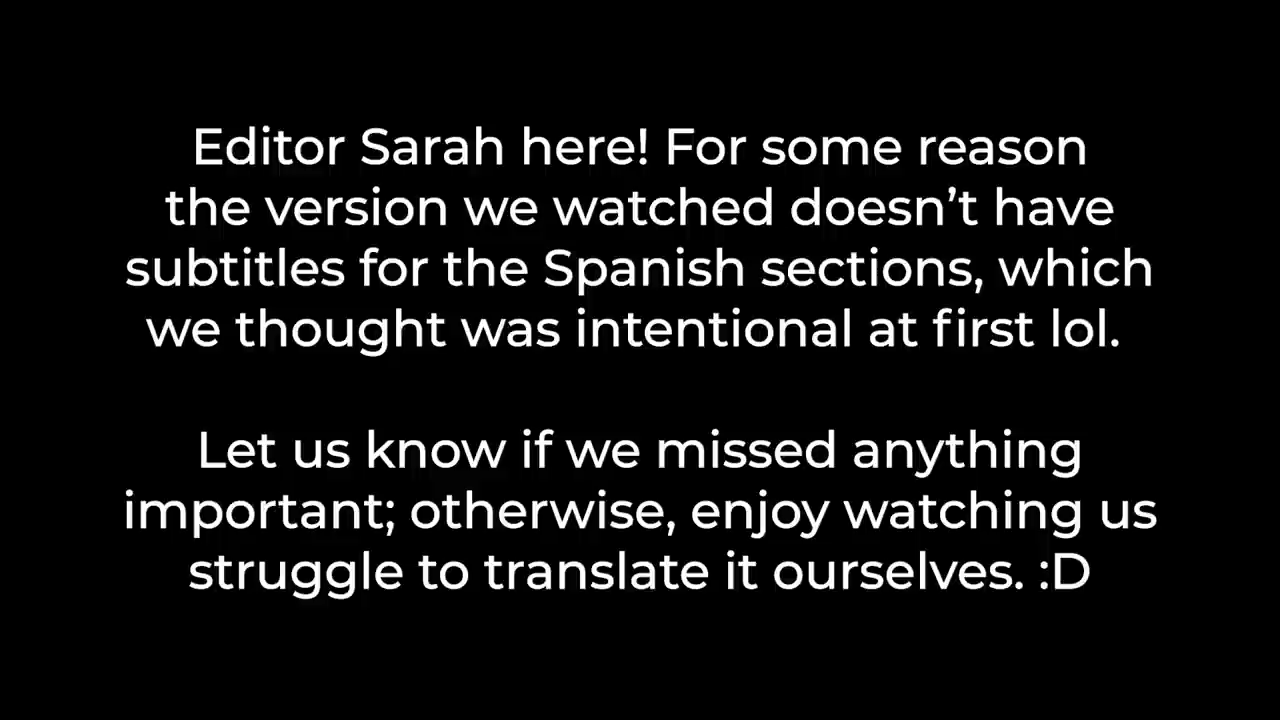 Editor Sarah here! For some reason
the version we watched doesn’t have
subtitles for the Spanish sections, which
we thought was intentional at first lol.
Let us know if we missed anything
important; otherwise, enjoy watching us
struggle to translate it ourselves. :D